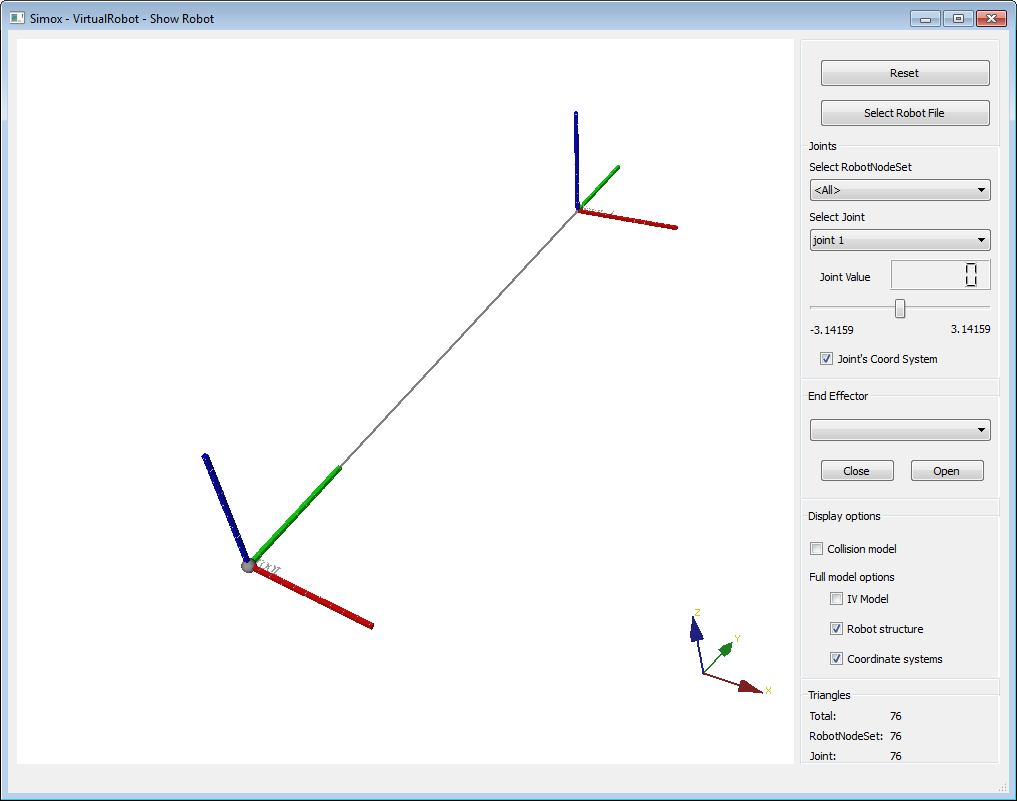 Simox - VirtualRobot - Show Robot
Reset
Select Robot File
Joints
Select RobotNodeSet
<All>
Select Joint
joint 1
Joint Value 0
-3.14159 3.14159
Joint's Coord System
End Effector
Close Open
Display options
Collision model
Full model options
IV Model
Robot structure
Coordinate systems
Triangles
Total: 76
RobotNodeSet: 76
Joint: 76
Z
Y
X